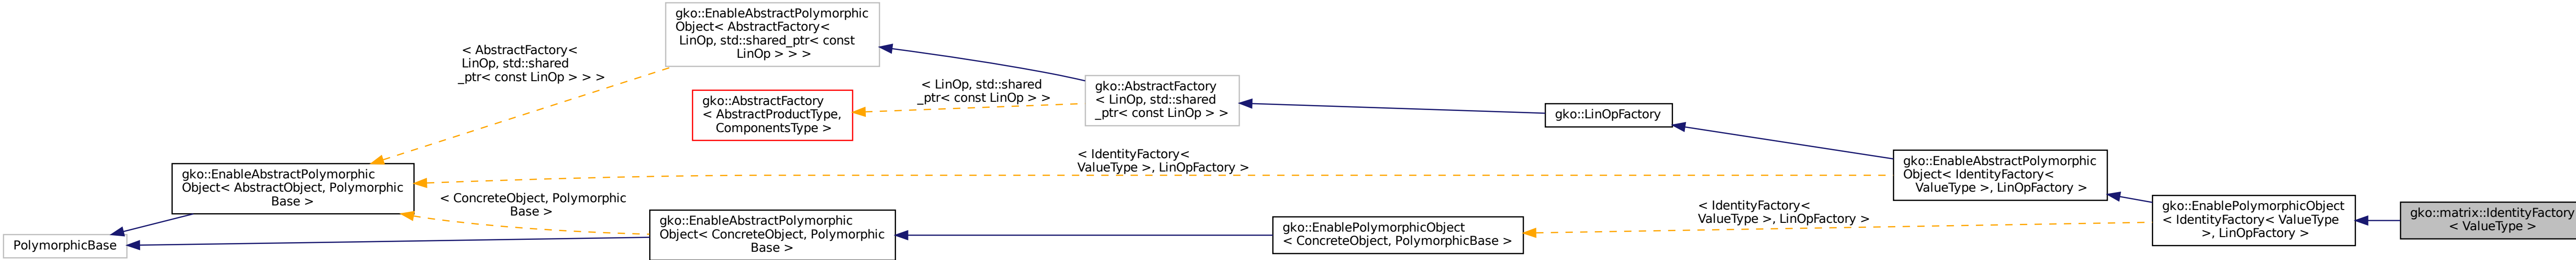 gko::EnableAbstractPolymorphic
Object< AbstractFactory<
LinOp, std::shared_ptr< const
LinOp > > >
< AbstractFactory<
LinOp, std::shared
_ptr< const LinOp > > >
gko::AbstractFactory
< AbstractProductType,
ComponentsType >
< LinOp, std::shared
_ptr< const LinOp > >
gko::AbstractFactory
< LinOp, std::shared
_ptr< const LinOp > >
gko::LinOpFactory
gko::EnableAbstractPolymorphic
Object< AbstractObject, Polymorphic
Base >
< IdentityFactory<
ValueType >, LinOpFactory >
gko::EnableAbstractPolymorphic
Object< IdentityFactory<
ValueType >, LinOpFactory >
< ConcreteObject, Polymorphic
Base >
PolymorphicBase
gko::EnableAbstractPolymorphic
Object< ConcreteObject, Polymorphic
Base >
gko::EnablePolymorphicObject
< ConcreteObject, PolymorphicBase >
< IdentityFactory<
ValueType >, LinOpFactory >
gko::EnablePolymorphicObject
< IdentityFactory< ValueType
>, LinOpFactory >
gko::matrix::IdentityFactory
< ValueType >